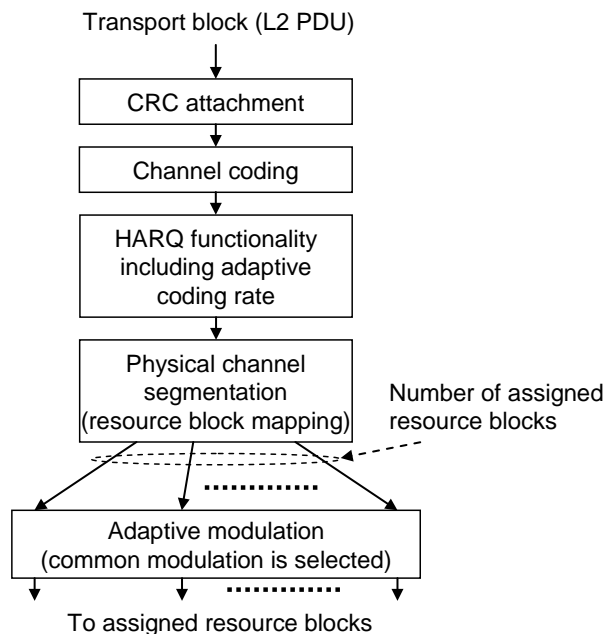 Transport block (L2 PDU)
CRC attachment
Channel coding
HARQ functionality
including adaptive
coding rate
Physical channel
segmentation
(resource block mapping)
Number of assigned
resource blocks
Adaptive modulation
(common modulation is selected)
To assigned resource blocks